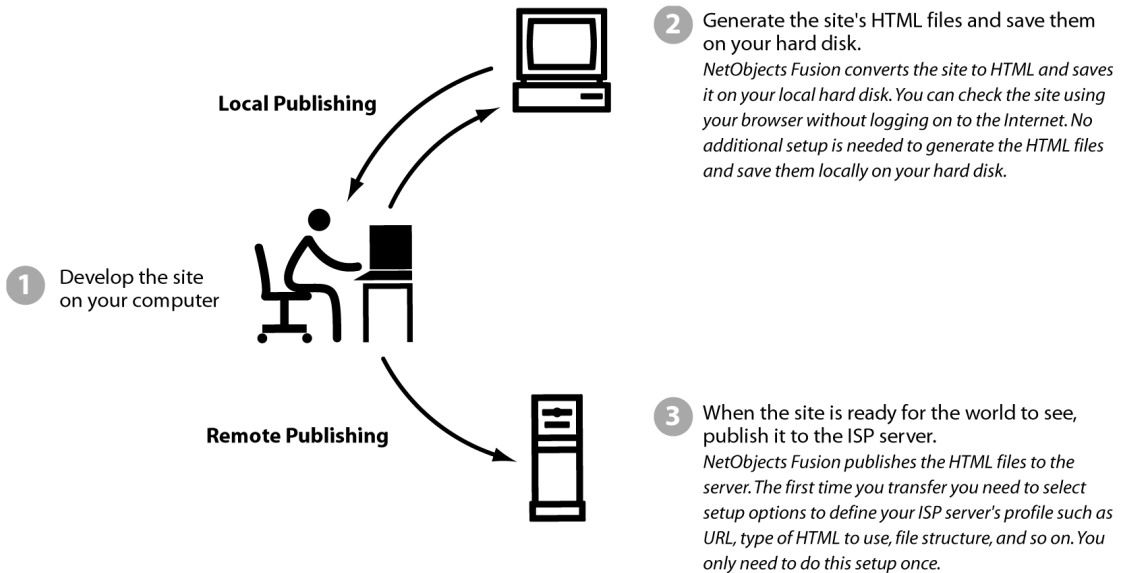 Local Publishing
1
Develop the site
on your computer
Remote Publishing
2
Generate the site's HTML files and save them
on your hard disk.
NetObjects Fusion converts the site to HTML and saves
it on your local hard disk. You can check the site using
your browser without logging on to the Internet. No
additional setup is needed to generate the HTML files
and save them locally on your hard disk.
3
When the site is ready for the world to see,
publish it to the ISP server.
NetObjects Fusion publishes the HTML files to the
server. The first time you transfer you need to select
setup options to define your ISP server's profile such as
URL, type of HTML to use, file structure, and so on. You
only need to do this setup once.